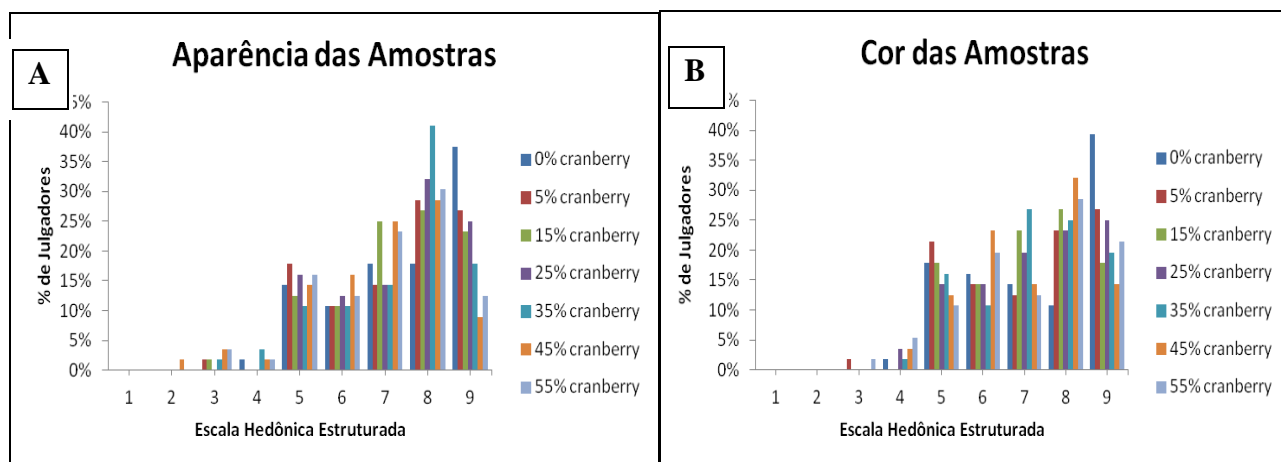 A
Aparência das Amostras
5%
40%
35%
30%
25%
20%
15%
10%
5%
0%
% de Julgadores
1 2 3 4 5 6 7 8 9
Escala Hedônica Estruturada
0% cranberry
5% cranberry
15% cranberry
25% cranberry
35% cranberry
45% cranberry
55% cranberry
B
Cor das Amostras
%
40%
35%
30%
25%
20%
15%
10%
5%
0%
% de Julgadores
1 2 3 4 5 6 7 8 9
Escala Hedônica Estruturada
0% cranberry
5% cranberry
15% cranberry
25% cranberry
35% cranberry
45% cranberry
55% cranberry